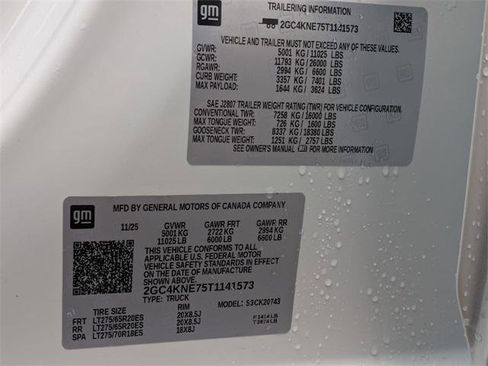 gm
TRAILERING INFORMATION
2GC4KNE75T1141573
VEHICLE AND TRAILER MUST NOT EXCEED ANY OF THESE VALUES.
GVWR: 5001 KG / 11025 LBS
GCWR: 11793 KG / 26000 LBS
RGAWR: 2994 KG / 6600 LBS
CURB WEIGHT: 3357 KG / 7401 LBS
MAX PAYLOAD: 1644 KG / 3624 LBS
SAE J2807 TRAILER WEIGHT RATING (TWR) FOR VEHICLE CONFIGURATION.
CONVENTIONAL TWR: 7258 KG / 16000 LBS
MAX TONGUE WEIGHT: 726 KG / 1600 LBS
GOOSENECK TWR: 8337 KG / 18380 LBS
MAX TONGUE WEIGHT: 1251 KG / 2757 LBS
SEE OWNER'S MANUAL FOR MORE INFORMATION
gm
MFD BY GENERAL MOTORS OF CANADA COMPANY
11/25 GVWR GAWR FRT GAWR RR
5001 KG 2722 KG 2994 KG
11025 LB 6000 LB 6600 LB
THIS VEHICLE CONFORMS TO ALL
APPLICABLE U.S. FEDERAL MOTOR
VEHICLE SAFETY STANDARDS IN EFFECT
ON THE DATE OF MANUFACTURE
SHOWN ABOVE.
2GC4KNE75T1141573
TYPE: TRUCK MODEL:
TIRE SIZE RIM
FRT LT275/65R20ES 20X8.5J
RR LT275/65R20ES 20X8.5J
SPA LT275/70R18ES 18X8J